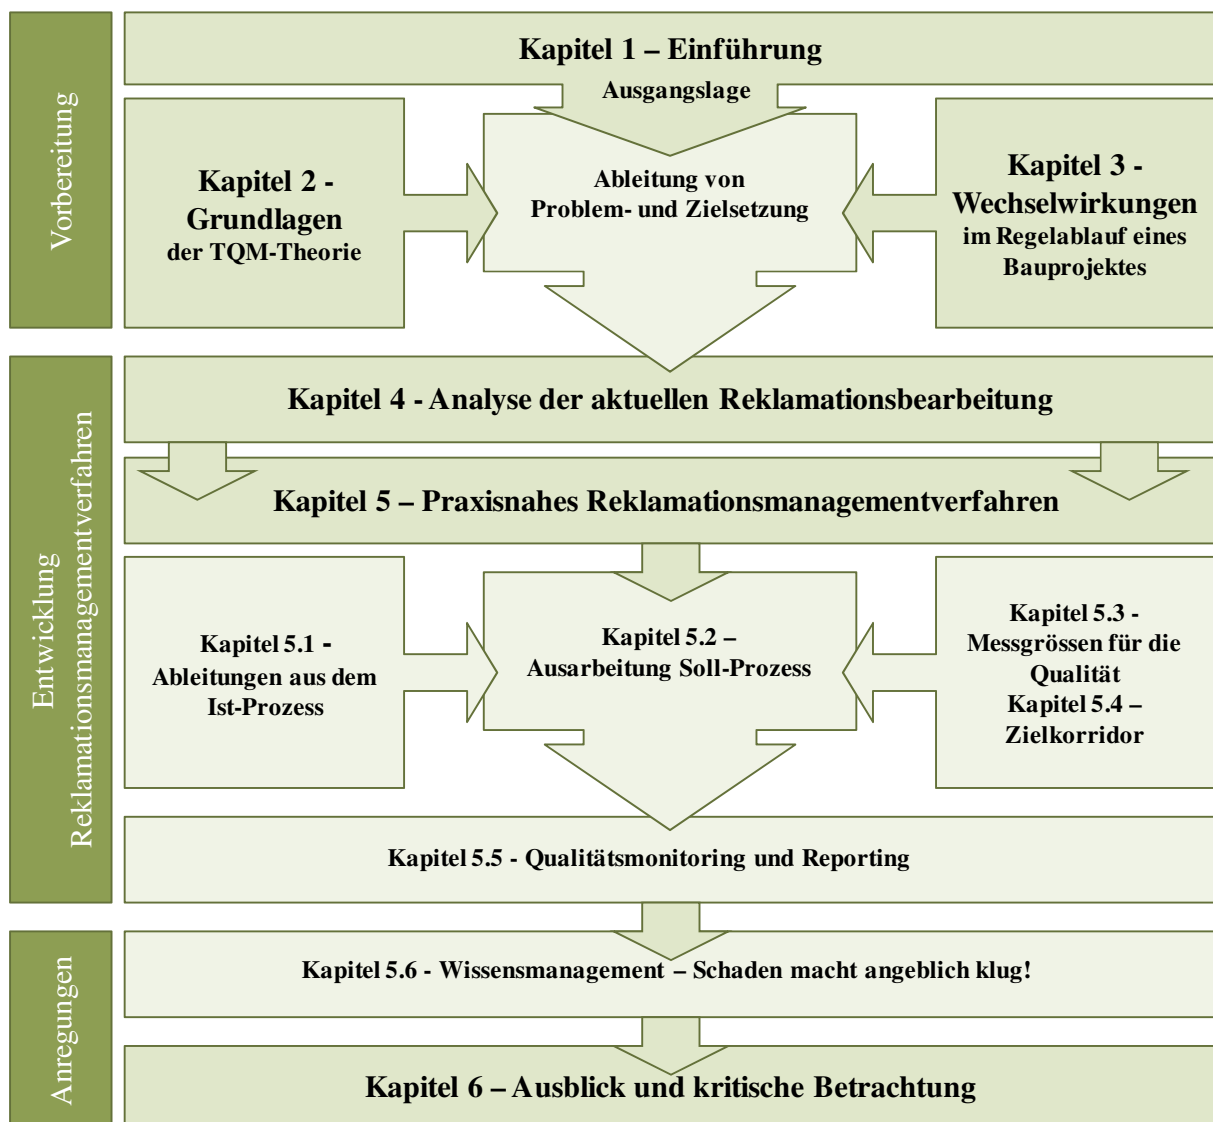 Vorbereitung
Kapitel 1 – Einführung
Ausgangslage
Kapitel 2 -
Grundlagen
der TQM-Theorie
Ableitung von
Problem- und Zielsetzung
Kapitel 3 -
Wechselwirkungen
im Regelablauf eines
Bauprojektes
Entwicklung
Reklamationsmanagementverfahren
Kapitel 4 - Analyse der aktuellen Reklamationsbearbeitung
Kapitel 5 – Praxisnahes Reklamationsmanagementverfahren
Kapitel 5.1 -
Ableitungen aus dem
Ist-Prozess
Kapitel 5.2 –
Ausarbeitung Soll-Prozess
Kapitel 5.3 -
Messgrössen für die
Qualität
Kapitel 5.4 –
Zielkorridor
Kapitel 5.5 - Qualitätsmonitoring und Reporting
Anregungen
Kapitel 5.6 - Wissensmanagement – Schaden macht angeblich klug!
Kapitel 6 – Ausblick und kritische Betrachtung